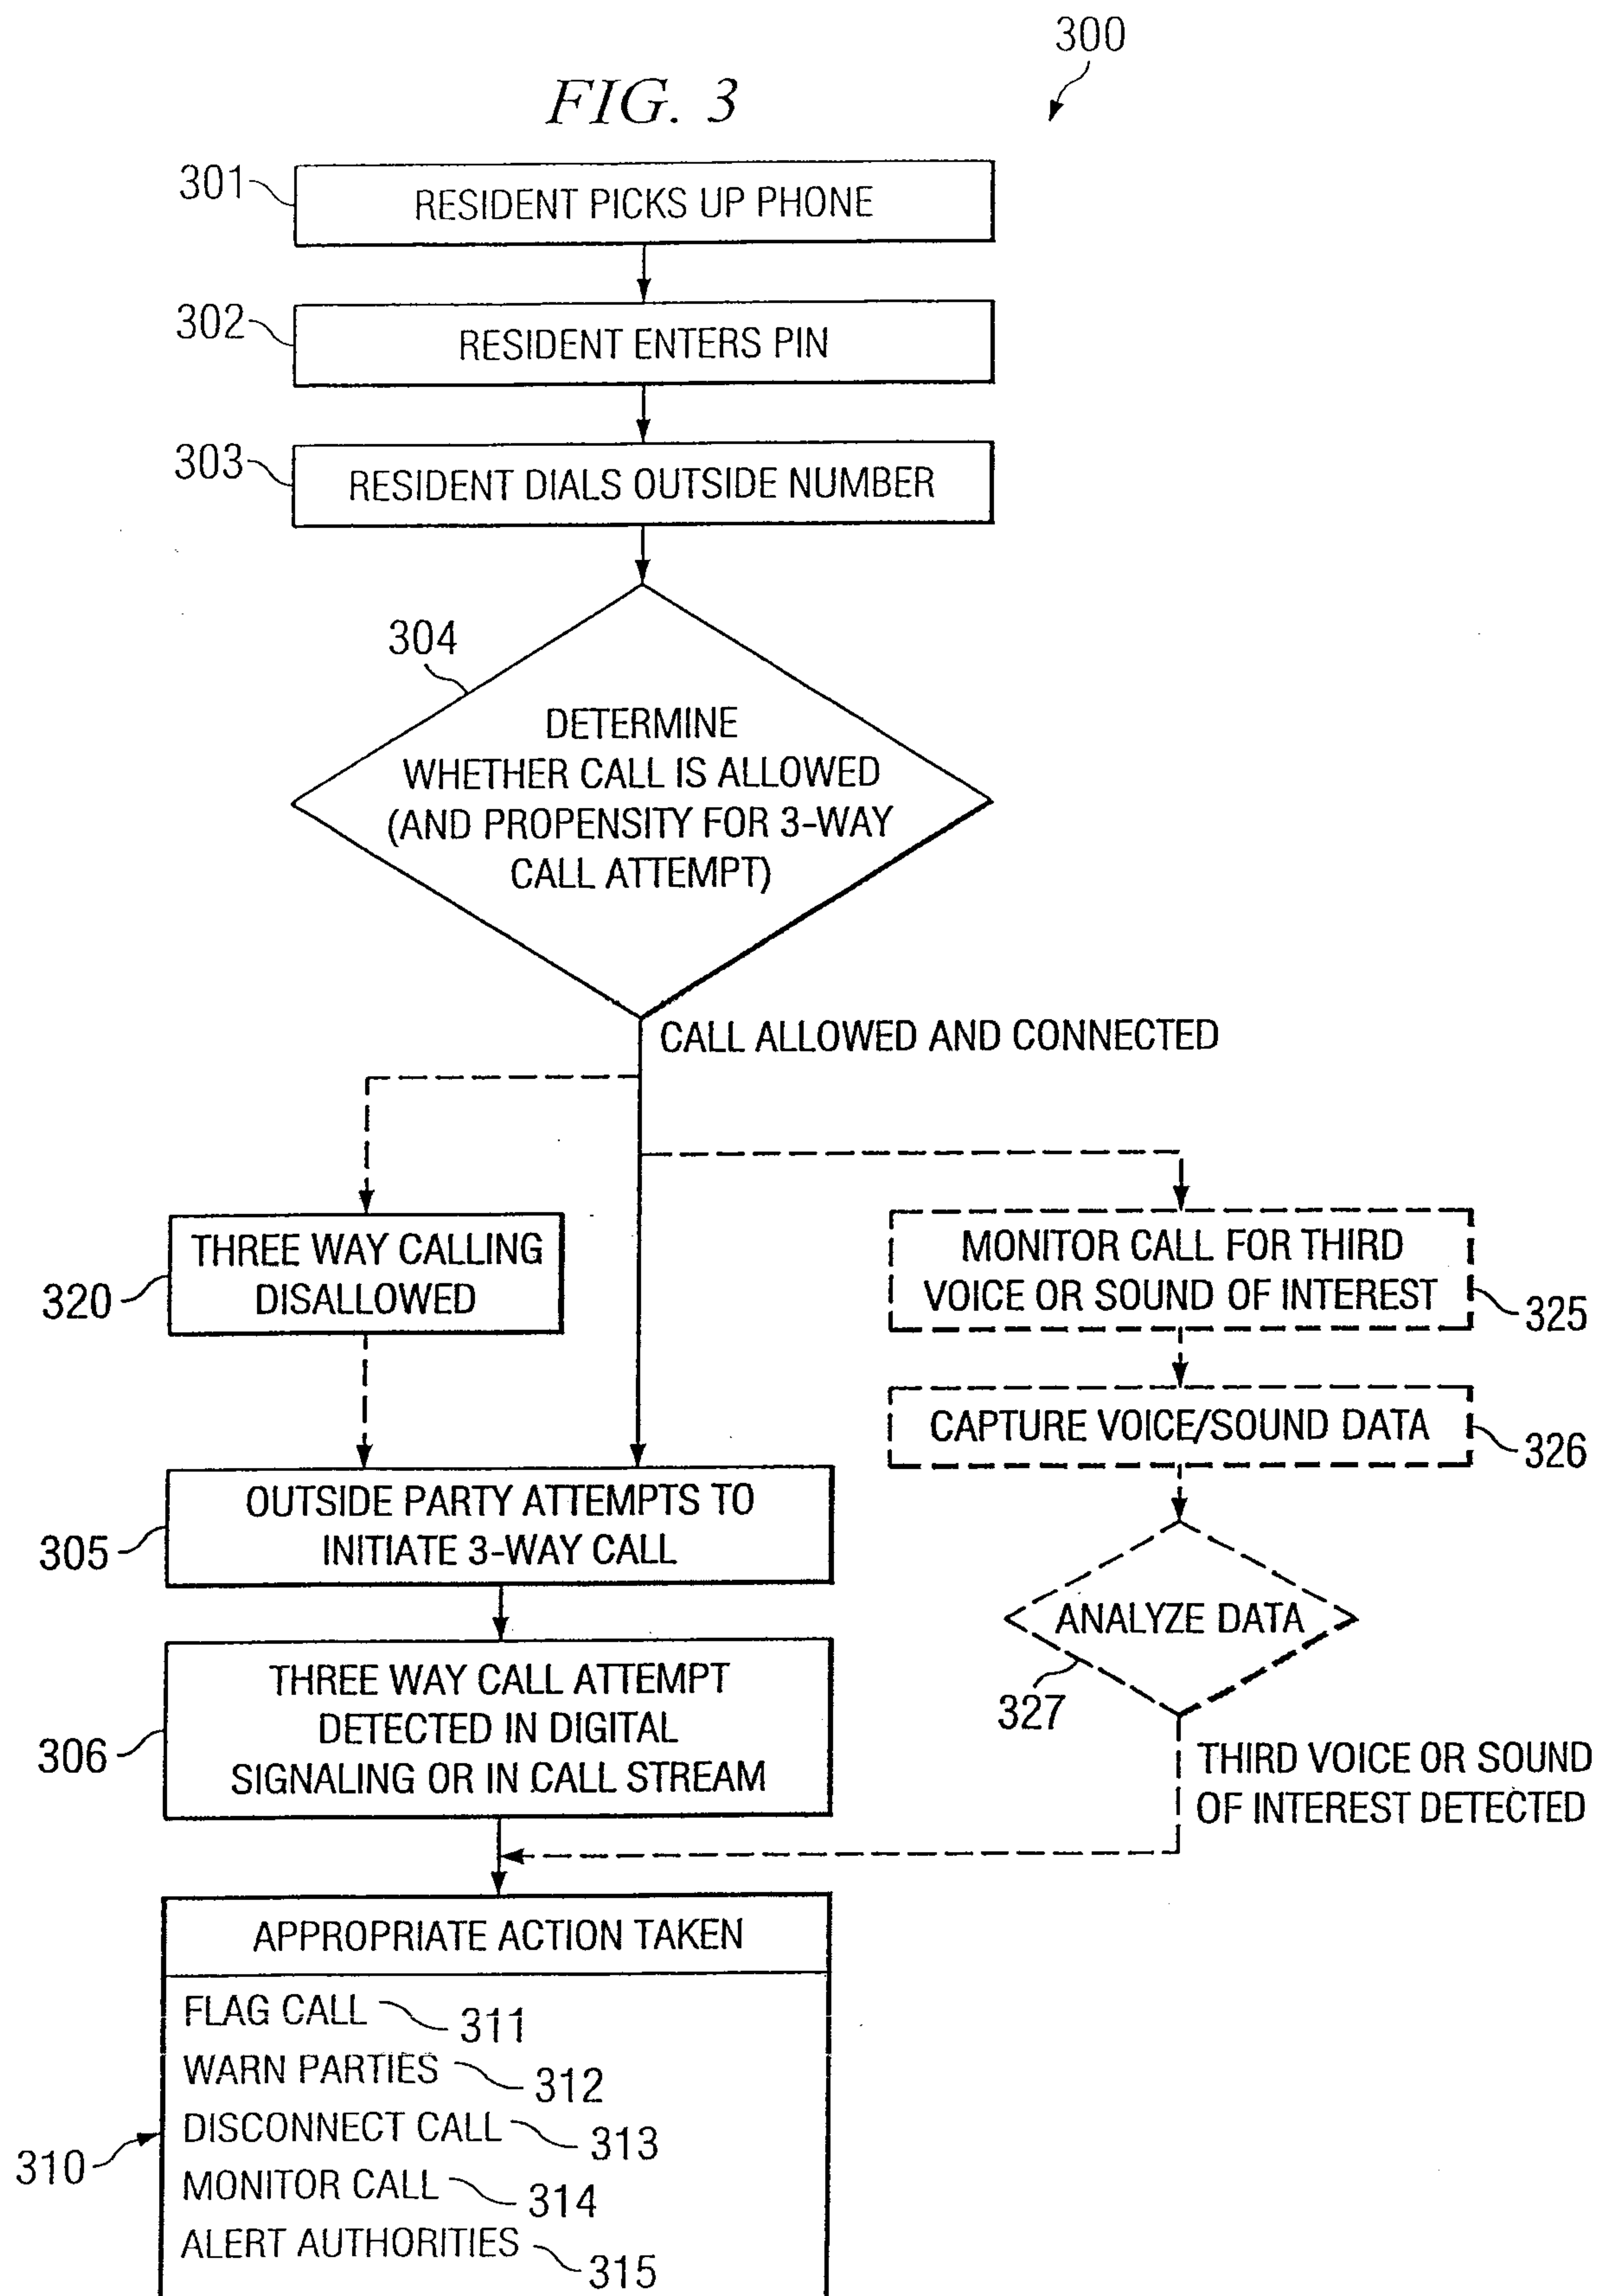 300
FIG. 3
301
RESIDENT PICKS UP PHONE
302
RESIDENT ENTERS PIN
303
RESIDENT DIALS OUTSIDE NUMBER
304
DETERMINE
WHETHER CALL IS ALLOWED
(AND PROPENSITY FOR 3-WAY
CALL ATTEMPT)
CALL ALLOWED AND CONNECTED
THREE WAY CALLING
DISALLOWED
320
MONITOR CALL FOR THIRD
VOICE OR SOUND OF INTEREST
325
CAPTURE VOICE/SOUND DATA
326
OUTSIDE PARTY ATTEMPTS TO
INITIATE 3-WAY CALL
305
ANALYZE DATA
327
THREE WAY CALL ATTEMPT
DETECTED IN DIGITAL
SIGNALING OR IN CALL STREAM
306
THIRD VOICE OR SOUND
OF INTEREST DETECTED
APPROPRIATE ACTION TAKEN
FLAG CALL 311
WARN PARTIES 312
DISCONNECT CALL 313
310
MONITOR CALL 314
ALERT AUTHORITIES 315